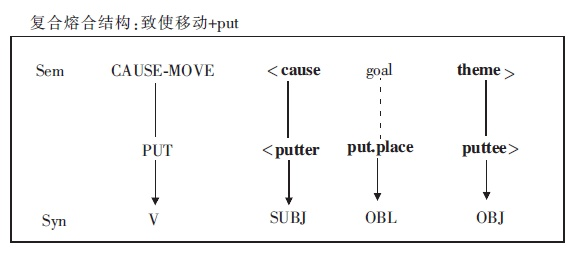 复合熔合结构:致使移动+put
Sem CAUSE-MOVE <cause goal theme>
PUT <putter put.place puttee>
Syn V SUBJ OBL OBJ